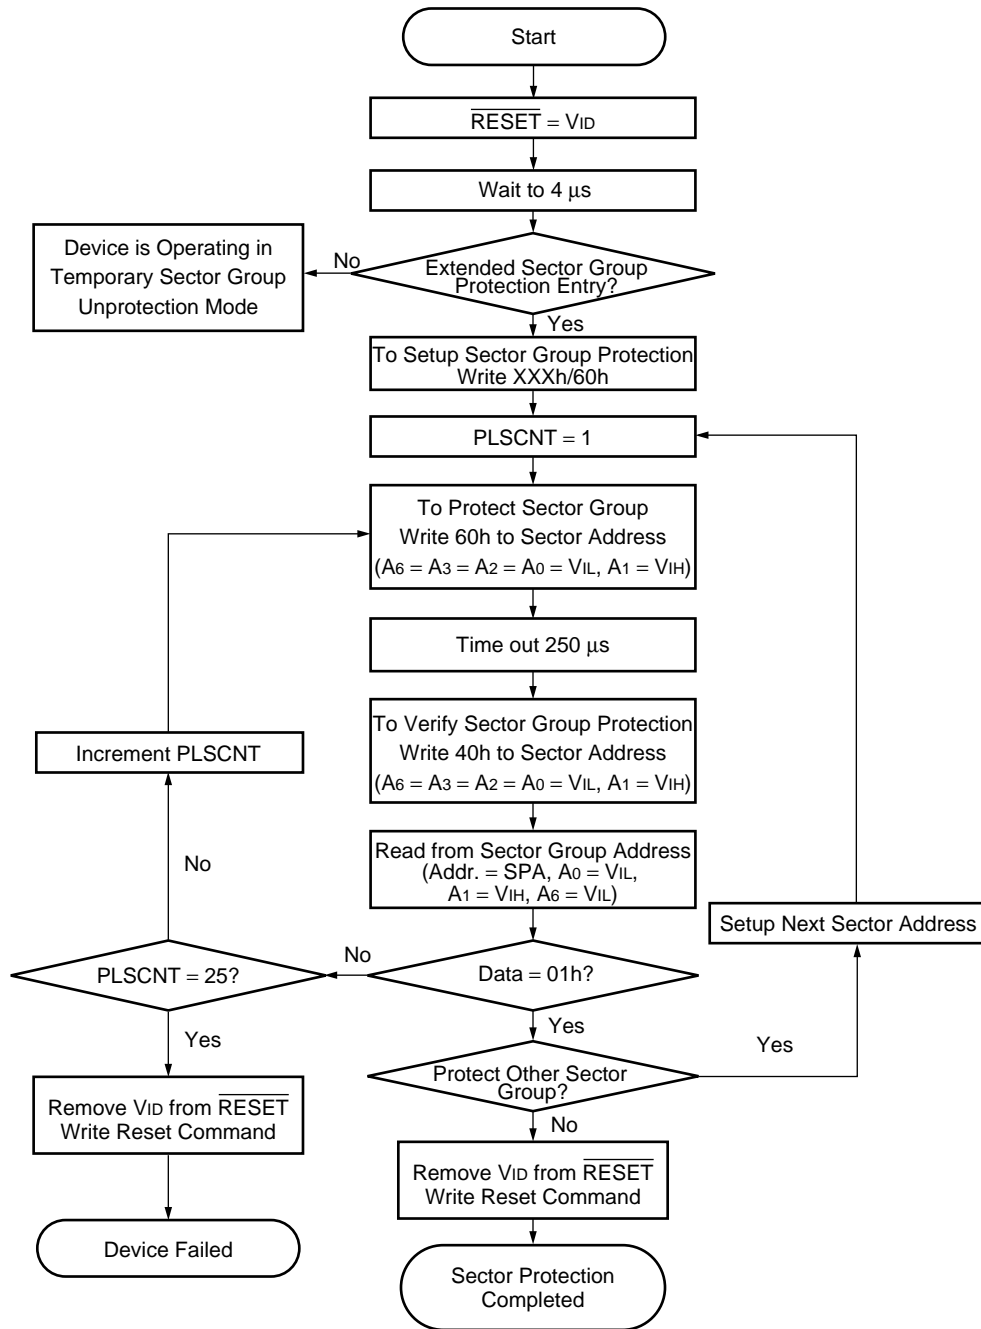 Start
R̅E̅S̅E̅T̅ = VID
Wait to 4 μs
Device is Operating in
Temporary Sector Group
Unprotection Mode
No
Extended Sector Group
Protection Entry?
Yes
To Setup Sector Group Protection
Write XXXh/60h
PLSCNT = 1
To Protect Sector Group
Write 60h to Sector Address
(A6 = A3 = A2 = A0 = VIL, A1 = VIH)
Time out 250 μs
To Verify Sector Group Protection
Write 40h to Sector Address
(A6 = A3 = A2 = A0 = VIL, A1 = VIH)
Increment PLSCNT
Read from Sector Group Address
(Addr. = SPA, A0 = VIL,
A1 = VIH, A6 = VIL)
No
Setup Next Sector Address
PLSCNT = 25?
No
Data = 01h?
Yes
Yes
Yes
Protect Other Sector
Group?
No
Remove VID from R̅E̅S̅E̅T̅
Write Reset Command
Remove VID from R̅E̅S̅E̅T̅
Write Reset Command
Device Failed
Sector Protection
Completed